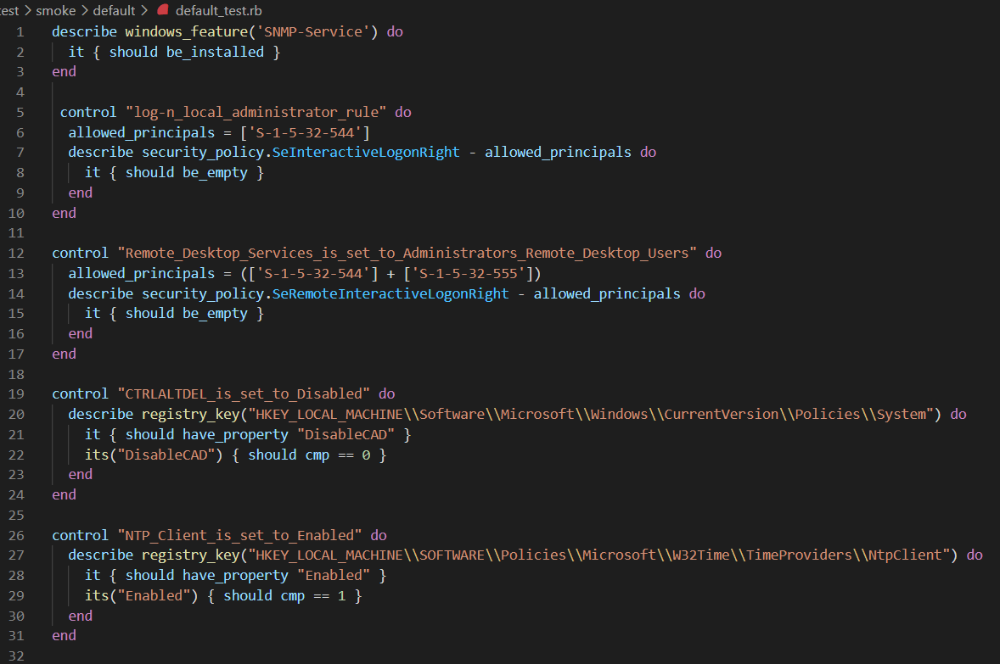 test > smoke > default > default_test.rb
1 describe windows_feature('SNMP-Service') do
2 it { should be_installed }
3 end
4
5 control "log-n_local_administrator_rule" do
6 allowed_principals = ['S-1-5-32-544']
7 describe security_policy.SeInteractiveLogonRight - allowed_principals do
8 it { should be_empty }
9 end
10 end
11
12 control "Remote_Desktop_Services_is_set_to_Administrators_Remote_Desktop_Users" do
13 allowed_principals = (['S-1-5-32-544'] + ['S-1-5-32-555'])
14 describe security_policy.SeRemoteInteractiveLogonRight - allowed_principals do
15 it { should be_empty }
16 end
17 end
18
19 control "CTRLALTDEL_is_set_to_Disabled" do
20 describe registry_key("HKEY_LOCAL_MACHINE\\Software\\Microsoft\\Windows\\CurrentVersion\\Policies\\System") do
21 it { should have_property "DisableCAD" }
22 its("DisableCAD") { should cmp == 0 }
23 end
24 end
25
26 control "NTP_Client_is_set_to_Enabled" do
27 describe registry_key("HKEY_LOCAL_MACHINE\\SOFTWARE\\Policies\\Microsoft\\W32Time\\TimeProviders\\NtpClient") do
28 it { should have_property "Enabled" }
29 its("Enabled") { should cmp == 1 }
30 end
31 end
32